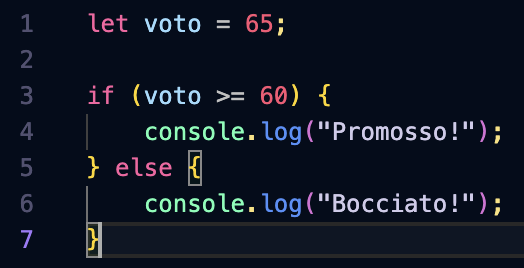 1 let voto = 65;
2
3 if (voto >= 60) {
4     console.log("Promosso!");
5 } else {
6     console.log("Bocciato!");
7 }